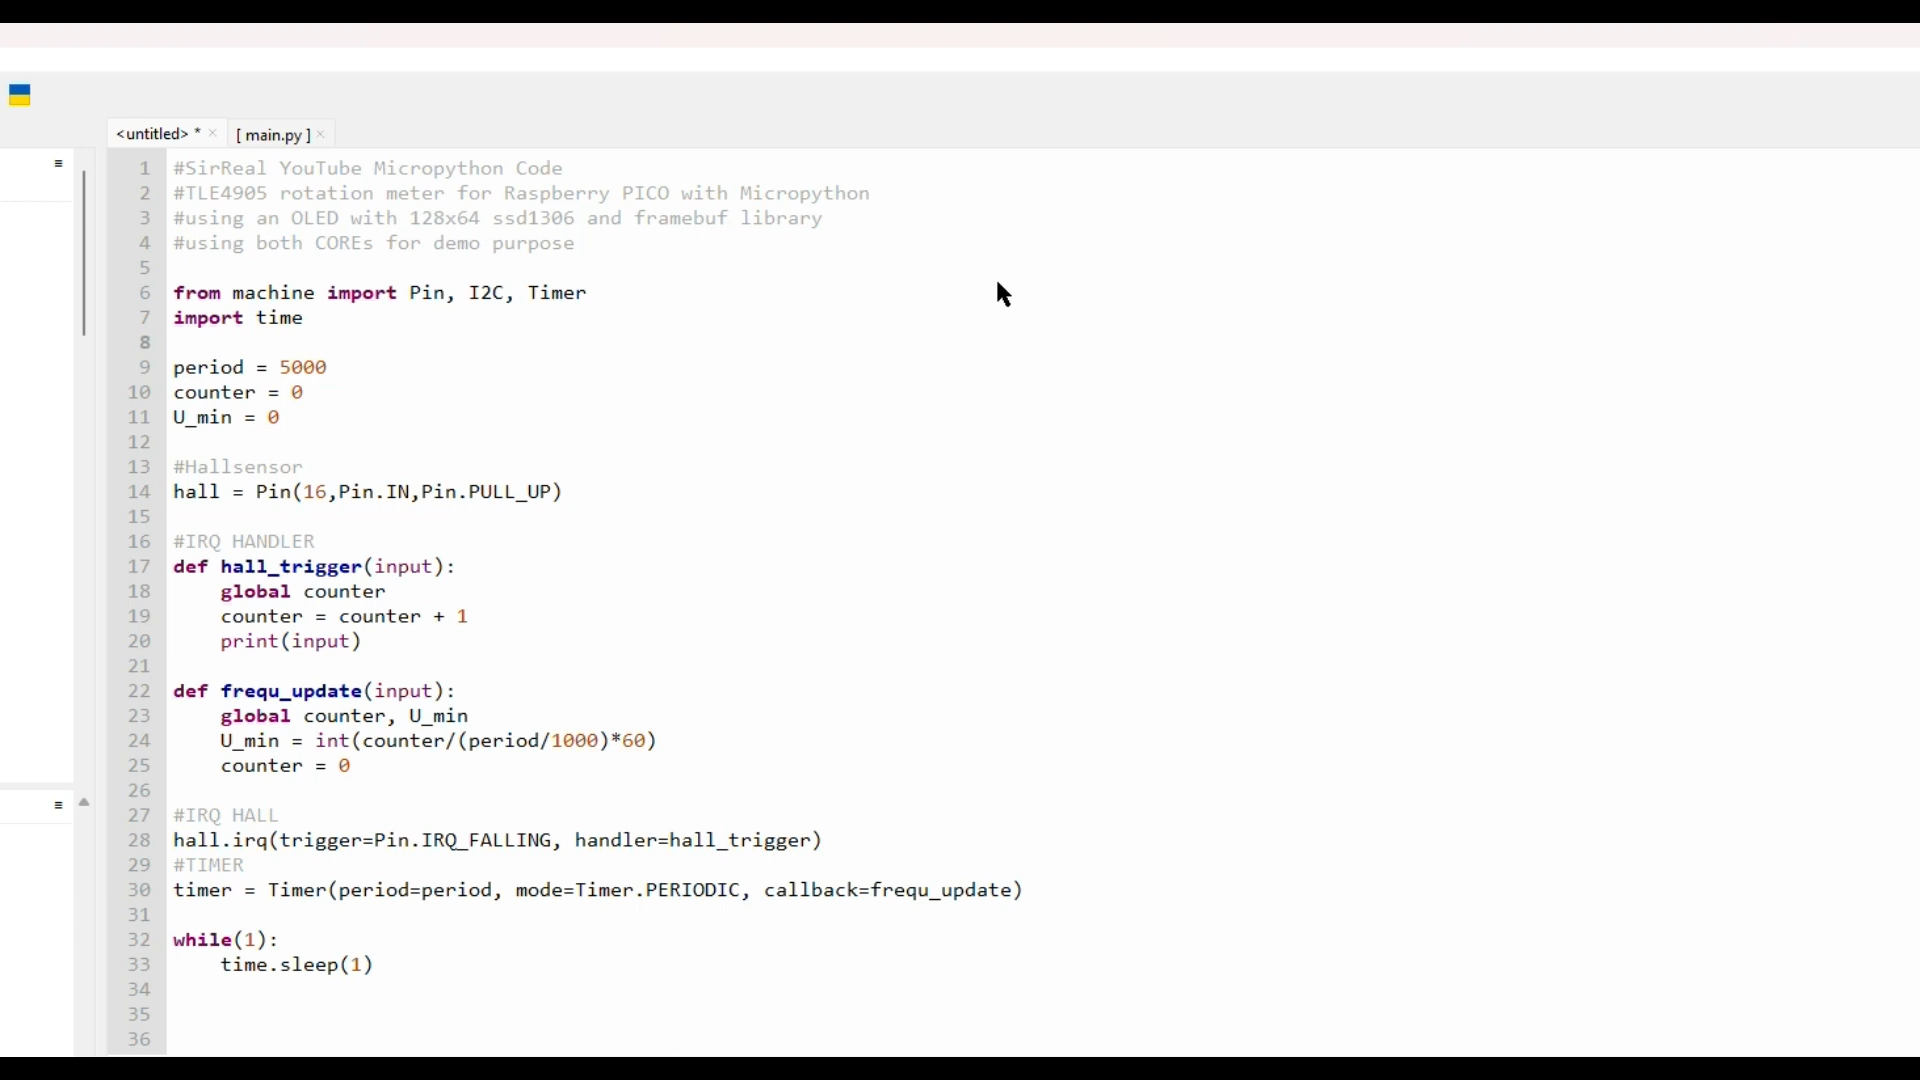 <untitled> * ×
[ main.py ] ×
≡
1 #SirReal YouTube Micropython Code
2 #TLE4905 rotation meter for Raspberry PICO with Micropython
3 #using an OLED with 128x64 ssd1306 and framebuf library
4 #using both COREs for demo purpose
5
6 from machine import Pin, I2C, Timer
7 import time
8
9 period = 5000
10 counter = 0
11 U_min = 0
12
13 #Hallsensor
14 hall = Pin(16,Pin.IN,Pin.PULL_UP)
15
16 #IRQ HANDLER
17 def hall_trigger(input):
18     global counter
19     counter = counter + 1
20     print(input)
21
22 def frequ_update(input):
23     global counter, U_min
24     U_min = int(counter/(period/1000)*60)
25     counter = 0
26
27 #IRQ HALL
28 hall.irq(trigger=Pin.IRQ_FALLING, handler=hall_trigger)
29 #TIMER
30 timer = Timer(period=period, mode=Timer.PERIODIC, callback=frequ_update)
31
32 while(1):
33     time.sleep(1)
34
35
36
≡